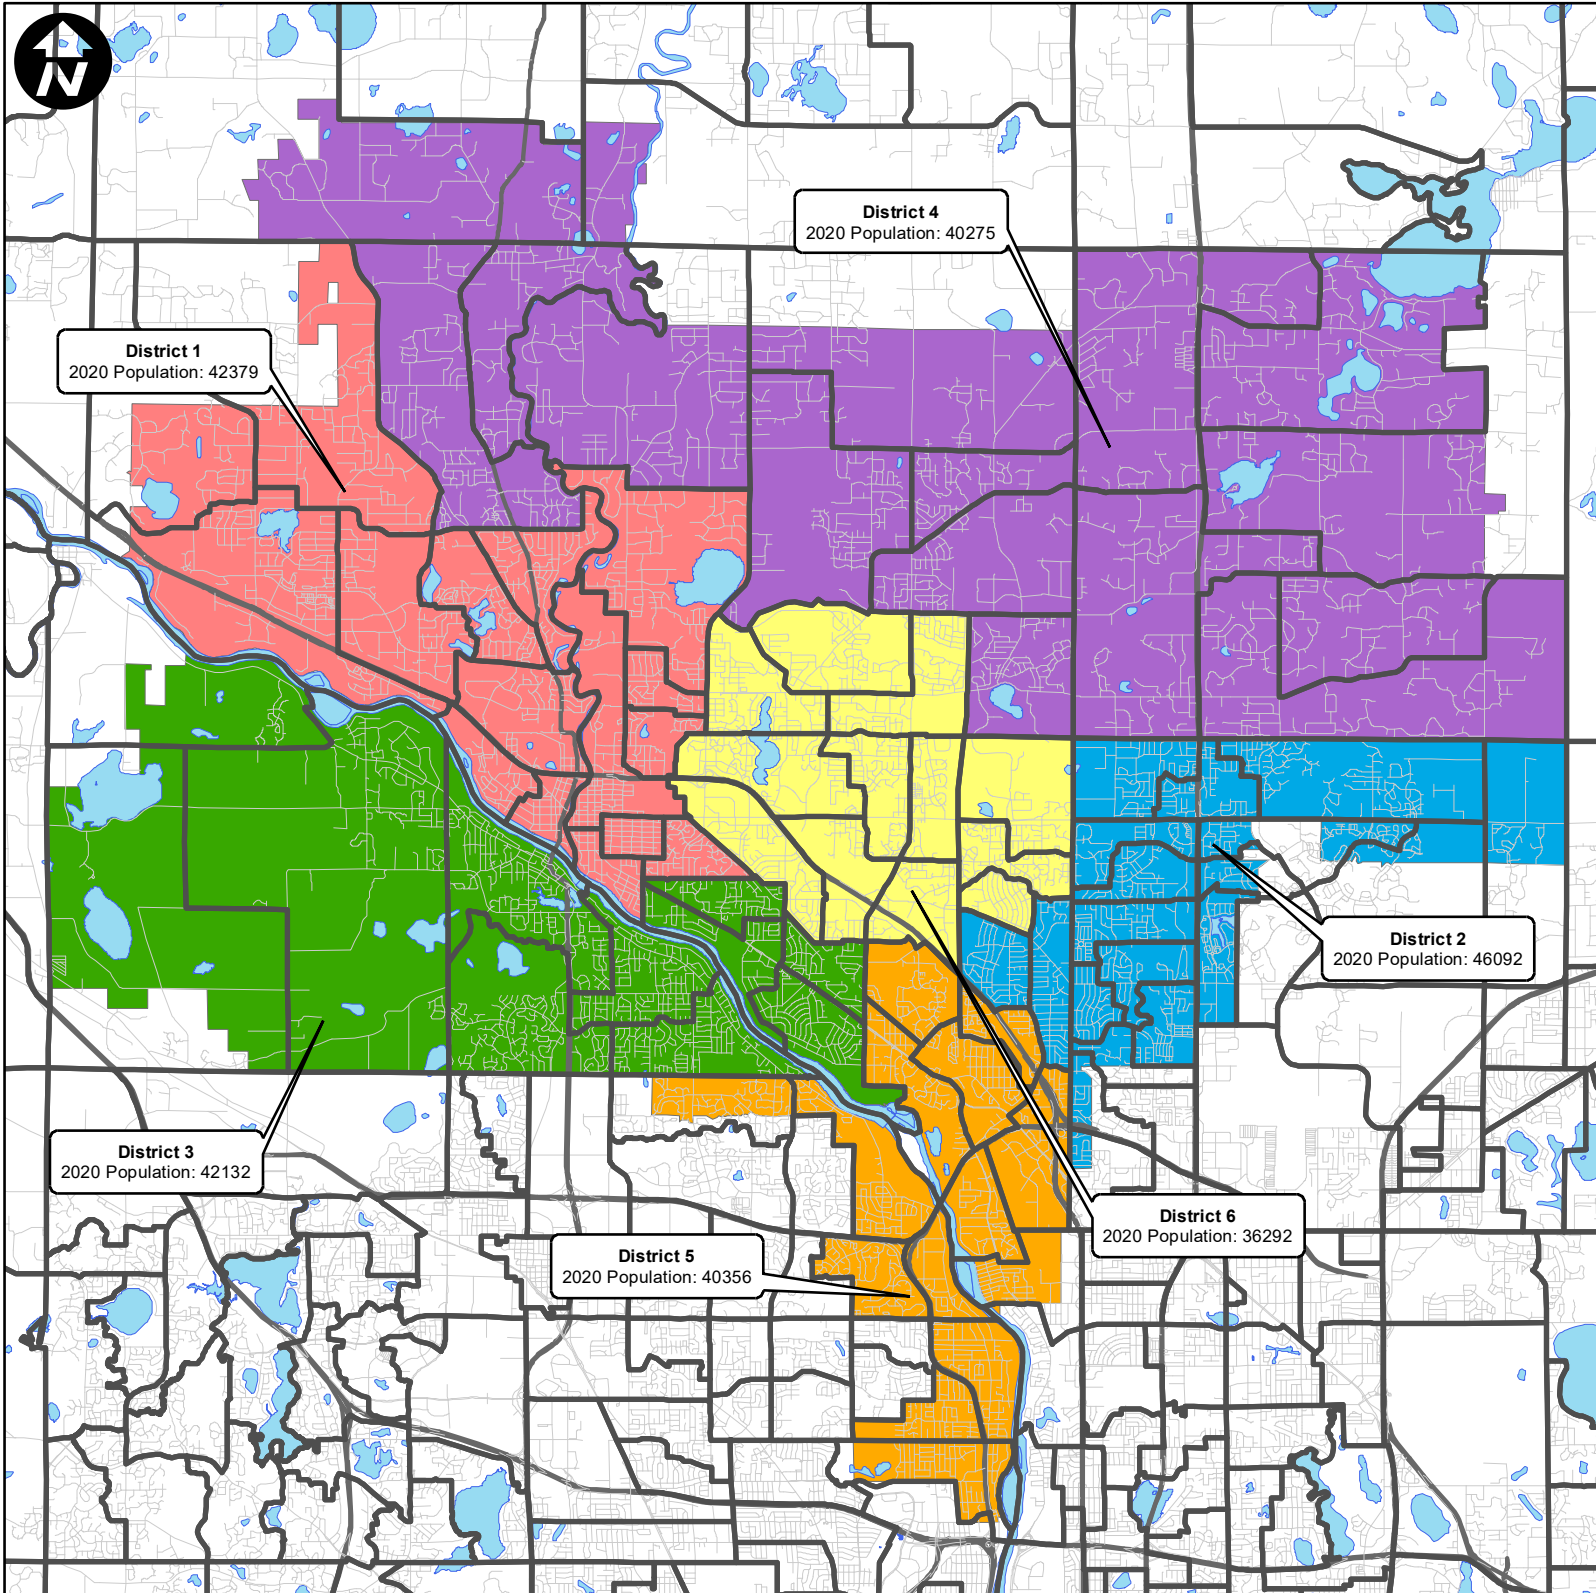 N
District 4
2020 Population: 40275
District 1
2020 Population: 42379
District 2
2020 Population: 46092
District 3
2020 Population: 42132
District 6
2020 Population: 36292
District 5
2020 Population: 40356